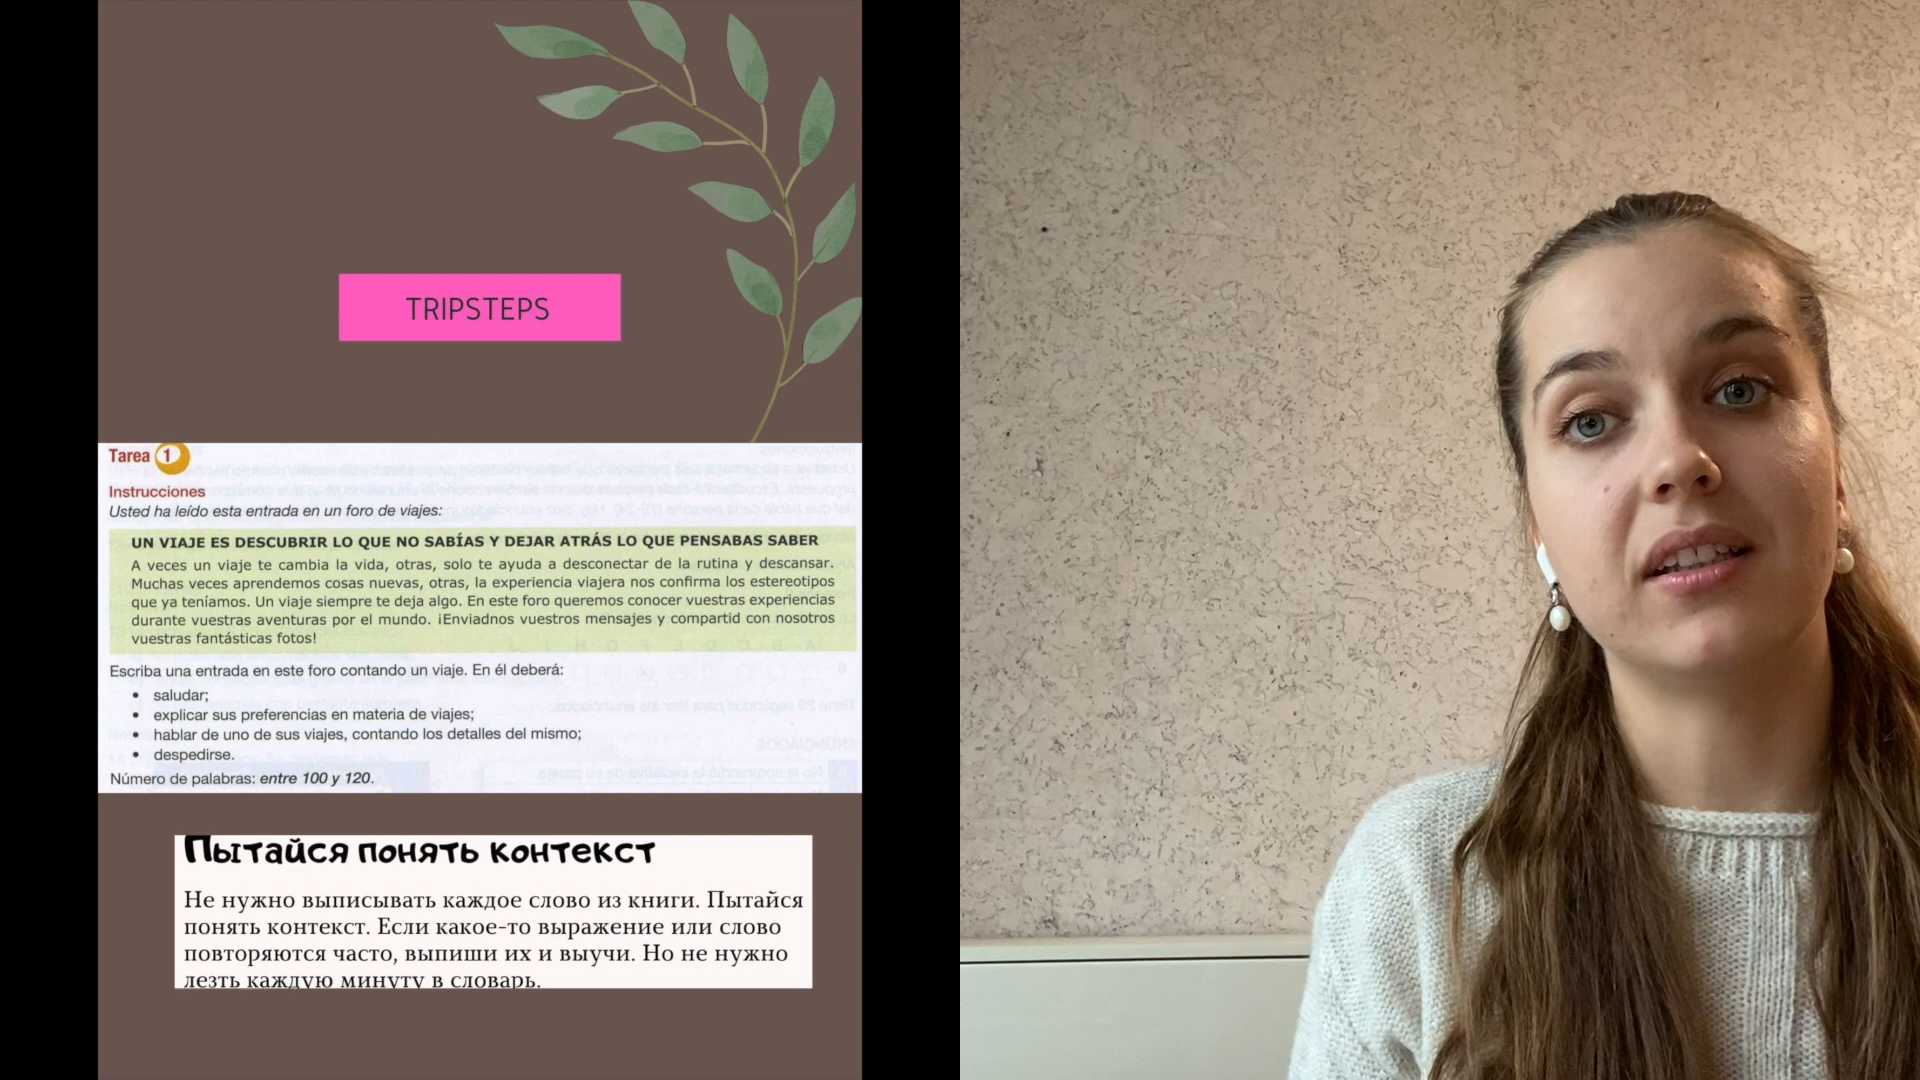 TRIPSTEPS
Tarea 1
Instrucciones
Usted ha leído esta entrada en un foro de viajes:
UN VIAJE ES DESCUBRIR LO QUE NO SABÍAS Y DEJAR ATRÁS LO QUE PENSABAS SABER
A veces un viaje te cambia la vida, otras, solo te ayuda a desconectar de la rutina y descansar.
Muchas veces aprendemos cosas nuevas, otras, la experiencia viajera nos confirma los estereotipos
que ya teníamos. Un viaje siempre te deja algo. En este foro queremos conocer vuestras experiencias
durante vuestras aventuras por el mundo. ¡Enviadnos vuestros mensajes y compartid con nosotros
vuestras fantásticas fotos!
Escriba una entrada en este foro contando un viaje. En él deberá:
• saludar;
• explicar sus preferencias en materia de viajes;
• hablar de uno de sus viajes, contando los detalles del mismo;
• despedirse.
Número de palabras: entre 100 y 120.
Пытайся понять контекст
Не нужно выписывать каждое слово из книги. Пытайся
понять контекст. Если какое-то выражение или слово
повторяются часто, выпиши их и выучи. Но не нужно
лезть каждую минуту в словарь.